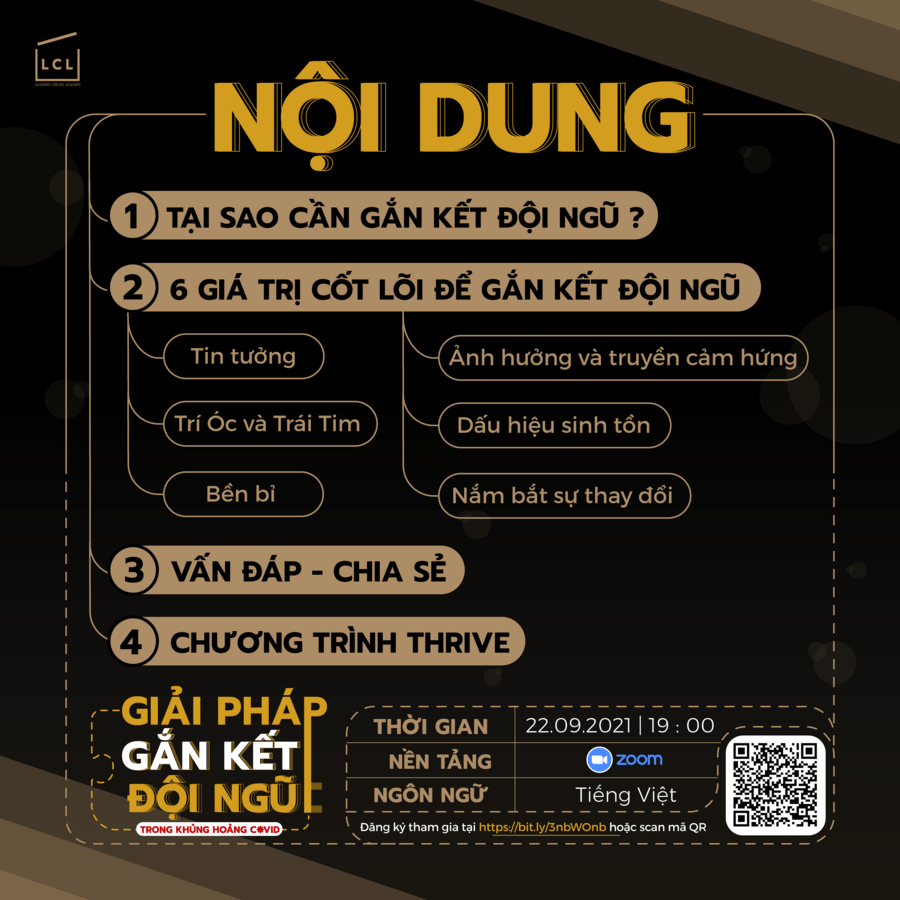 LCL
LEADERS CREATE LEADERS
NỘI DUNG
1 TẠI SAO CẦN GẮN KẾT ĐỘI NGŨ ?
2 6 GIÁ TRỊ CỐT LÕI ĐỂ GẮN KẾT ĐỘI NGŨ
Tin tưởng
Trí Óc và Trái Tim
Bền bỉ
Ảnh hưởng và truyền cảm hứng
Dấu hiệu sinh tồn
Nắm bắt sự thay đổi
3 VẤN ĐÁP - CHIA SẺ
4 CHƯƠNG TRÌNH THRIVE
GIẢI PHÁP
GẮN KẾT
ĐỘI NGŨ
TRONG KHỦNG HOẢNG COVID
THỜI GIAN 22.09.2021 | 19 : 00
NỀN TẢNG zoom
NGÔN NGỮ Tiếng Việt
Đăng ký tham gia tại https://bit.ly/3nbWOnb hoặc scan mã QR